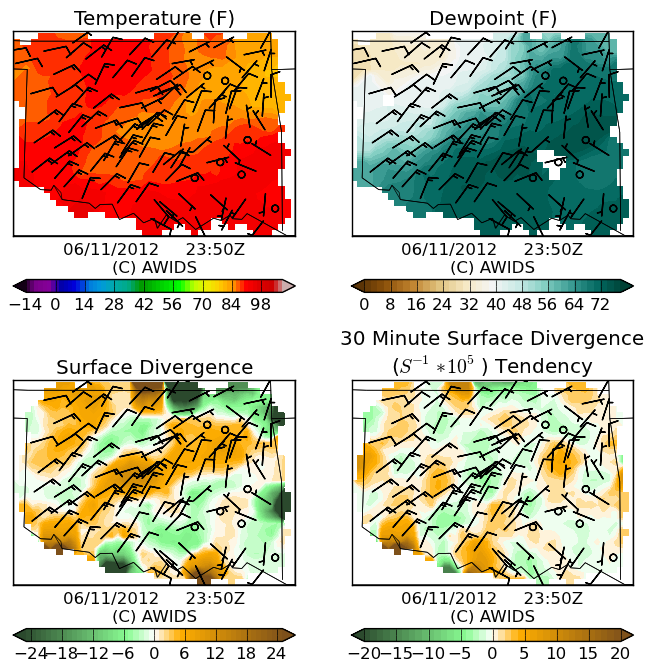 Temperature (F)
Dewpoint (F)
06/11/2012 23:50Z
(C) AWIDS
06/11/2012 23:50Z
(C) AWIDS
−14 0 14 28 42 56 70 84 98
0 8 16 24 32 40 48 56 64 72
Surface Divergence
30 Minute Surface Divergence
(S⁻¹ *10⁵ ) Tendency
06/11/2012 23:50Z
(C) AWIDS
06/11/2012 23:50Z
(C) AWIDS
−24 −18 −12 −6 0 6 12 18 24
−20 −15 −10 −5 0 5 10 15 20